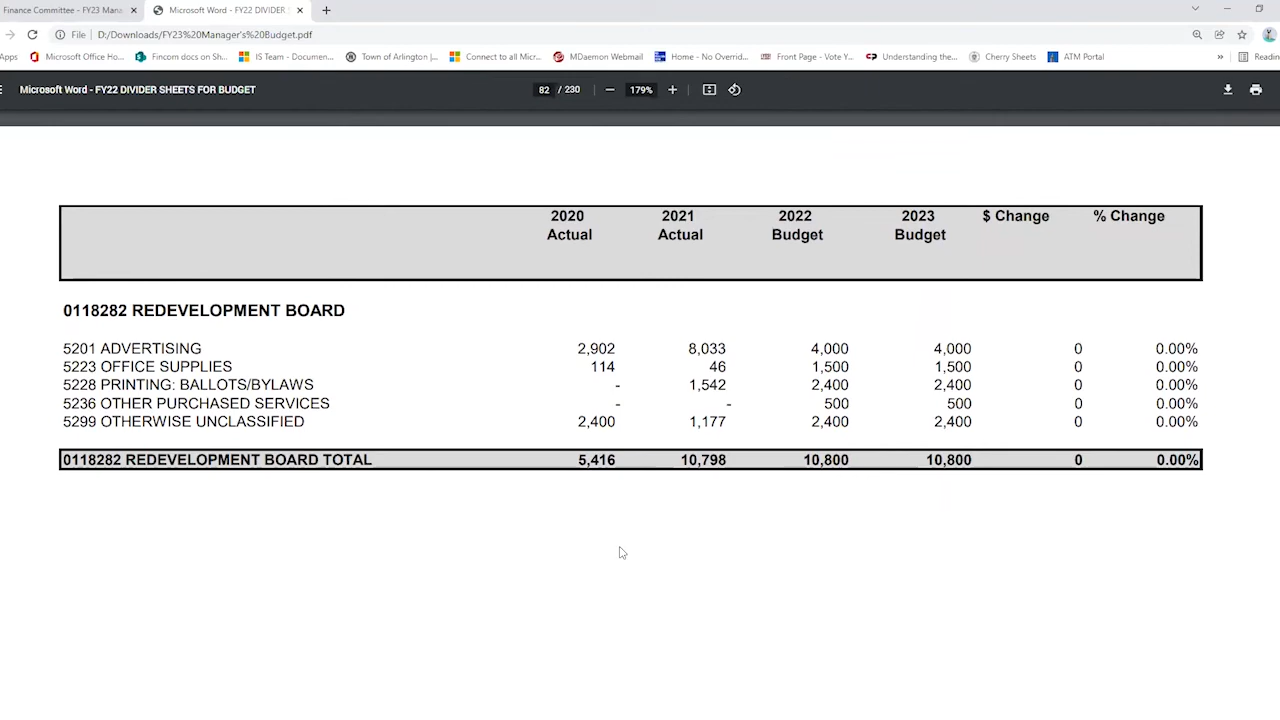 Finance Committee - FY23 Mana
Microsoft Word - FY22 DIVIDER S
File D:/Downloads/FY23%20Manager's%20Budget.pdf
Apps Microsoft Office Ho... Fincom docs on Sh... IS Team - Documen... Town of Arlington |... Connect to all Micr... MDaemon Webmail Home - No Overrid... Front Page - Vote Y... Understanding the... Cherry Sheets ATM Portal » Reading
Microsoft Word - FY22 DIVIDER SHEETS FOR BUDGET 82 / 230 179%
2020 2021 2022 2023 $ Change % Change
Actual Actual Budget Budget
0118282 REDEVELOPMENT BOARD
5201 ADVERTISING 2,902 8,033 4,000 4,000 0 0.00%
5223 OFFICE SUPPLIES 114 46 1,500 1,500 0 0.00%
5228 PRINTING: BALLOTS/BYLAWS - 1,542 2,400 2,400 0 0.00%
5236 OTHER PURCHASED SERVICES - - 500 500 0 0.00%
5299 OTHERWISE UNCLASSIFIED 2,400 1,177 2,400 2,400 0 0.00%
0118282 REDEVELOPMENT BOARD TOTAL 5,416 10,798 10,800 10,800 0 0.00%